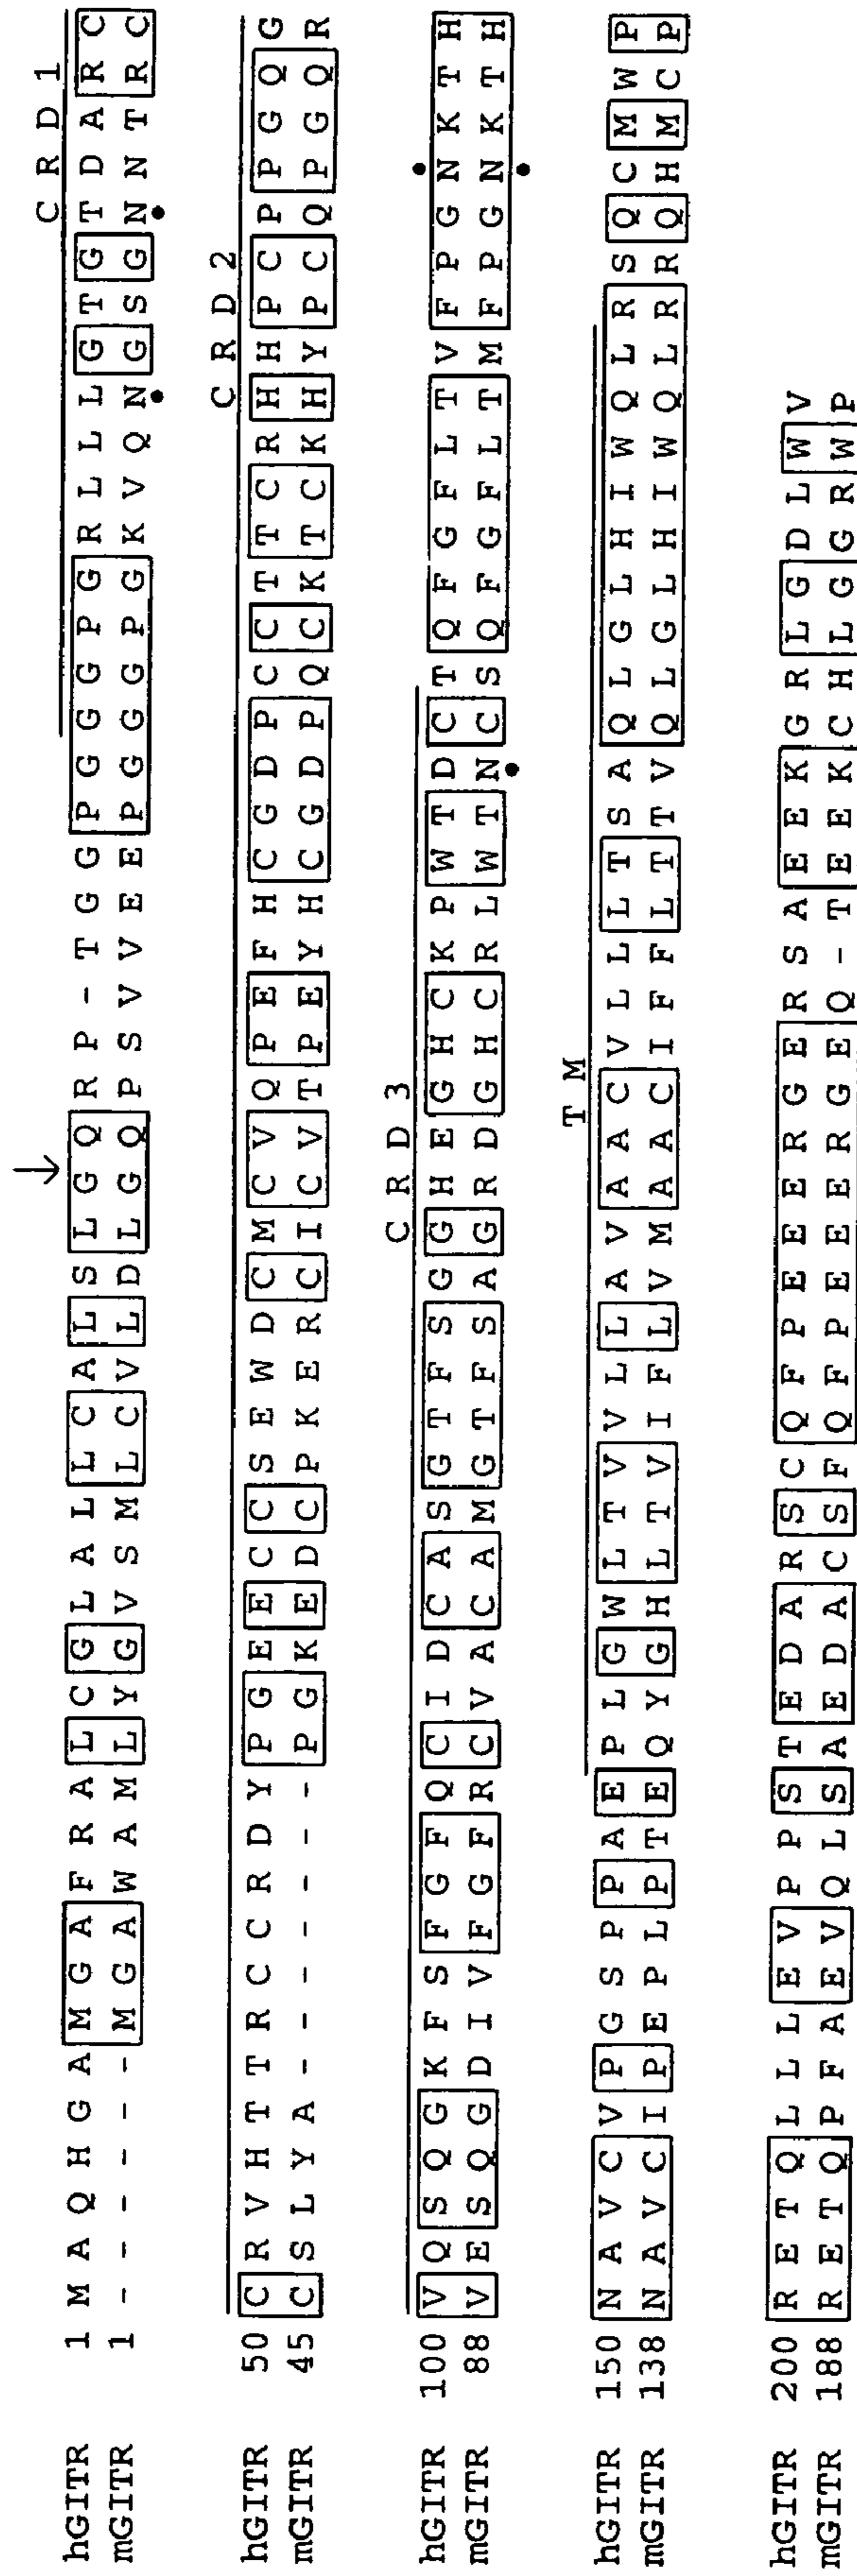 ↓
CRD1
hGITR 1 M A Q H G A M G A F R A L C G L A L L C A L S L G Q R P - T G G P G G G P G R L L L G T G T D A R C
mGITR 1 - - - - - - M G A W A M L Y G V S M L C V L D L G Q P S V V E E P G G G P G K V Q N G S G N N T R C
CRD2
hGITR 50 C R V H T T R C C R D Y P G E E C C S E W D C M C V Q P E F H C G D P C C T T C R H H P C P P G Q G
mGITR 45 C S L Y A - - - - - - - P G K E D C P K E R C I C V T P E Y H C G D P Q C K T C K H Y P C Q P G Q R
CRD3
hGITR 100 V Q S Q G K F S F G F Q C I D C A S G T F S G G H E G H C K P W T D C T Q F G F L T V F P G N K T H
mGITR 88 V E S Q G D I V F G F R C V A C A M G T F S A G R D G H C R L W T N C S Q F G F L T M F P G N K T H
TM
hGITR 150 N A V C V P G S P P A E P L G W L T V V L L A V A A C V L L L T S A Q L G L H I W Q L R S Q C M W P
mGITR 138 N A V C I P E P L P T E Q Y G H L T V I F L V M A A C I F F L T T V Q L G L H I W Q L R R Q H M C P
hGITR 200 R E T Q L L L E V P P S T E D A R S C Q F P E E E R G E R S A E E K G R L G D L W V
mGITR 188 R E T Q P F A E V Q L S A E D A C S F Q F P E E E R G E Q - T E E K C H L G G R W P